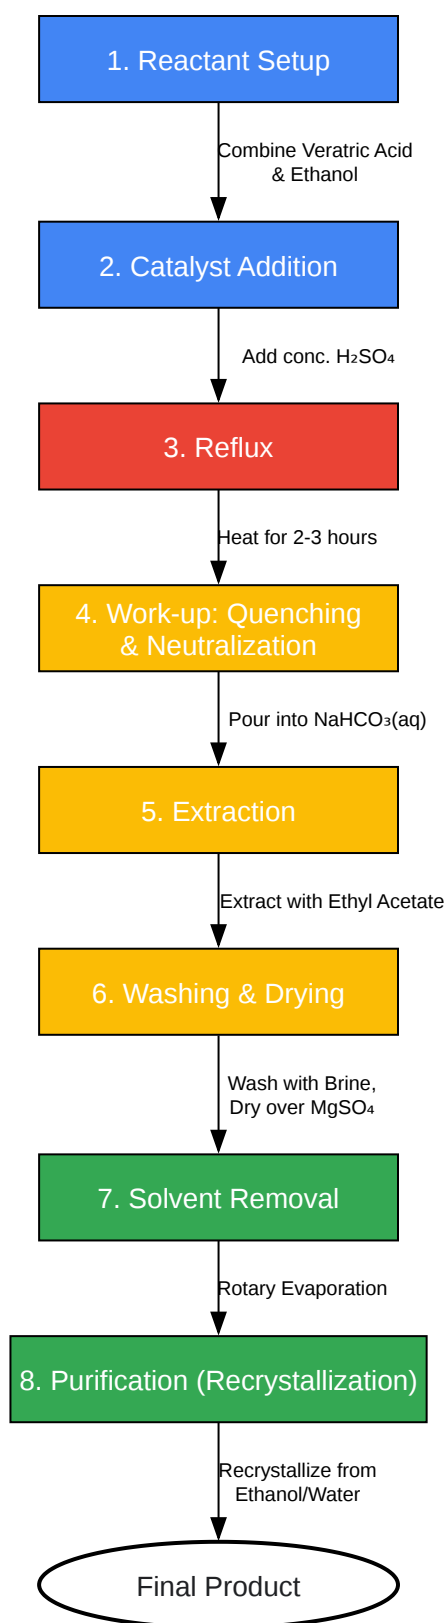 1. Reactant Setup
Combine Veratric Acid
& Ethanol
2. Catalyst Addition
Add conc. H₂SO₄
3. Reflux
Heat for 2-3 hours
4. Work-up: Quenching
& Neutralization
Pour into NaHCO₃(aq)
5. Extraction
Extract with Ethyl Acetate
6. Washing & Drying
Wash with Brine,
Dry over MgSO₄
7. Solvent Removal
Rotary Evaporation
8. Purification (Recrystallization)
Recrystallize from
Ethanol/Water
Final Product